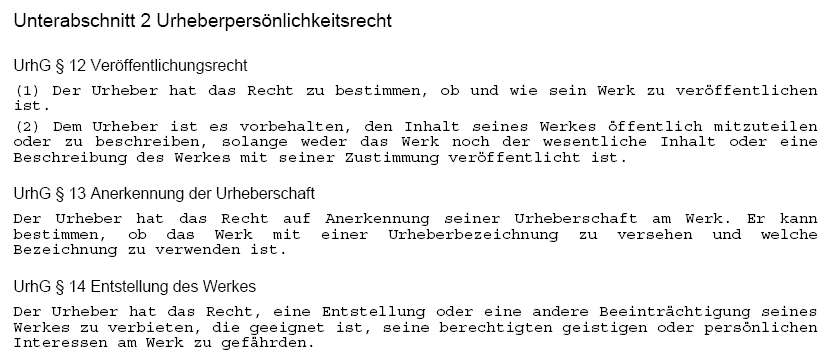 Unterabschnitt 2 Urheberpersönlichkeitsrecht
UrhG § 12 Veröffentlichungsrecht
(1) Der Urheber hat das Recht zu bestimmen, ob und wie sein Werk zu veröffentlichen
ist.
(2) Dem Urheber ist es vorbehalten, den Inhalt seines Werkes öffentlich mitzuteilen
oder zu beschreiben, solange weder das Werk noch der wesentliche Inhalt oder eine
Beschreibung des Werkes mit seiner Zustimmung veröffentlicht ist.
UrhG § 13 Anerkennung der Urheberschaft
Der Urheber hat das Recht auf Anerkennung seiner Urheberschaft am Werk. Er kann
bestimmen, ob das Werk mit einer Urheberbezeichnung zu versehen und welche
Bezeichnung zu verwenden ist.
UrhG § 14 Entstellung des Werkes
Der Urheber hat das Recht, eine Entstellung oder eine andere Beeinträchtigung seines
Werkes zu verbieten, die geeignet ist, seine berechtigten geistigen oder persönlichen
Interessen am Werk zu gefährden.